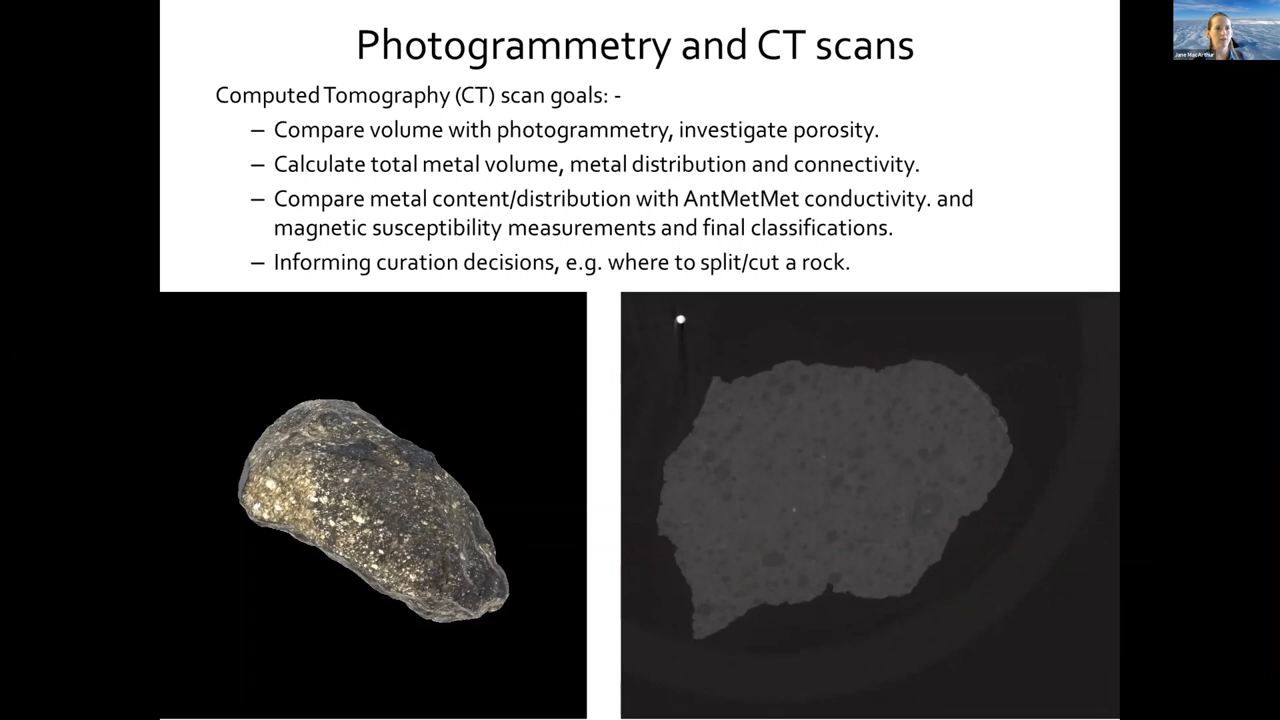 Photogrammetry and CT scans
Computed Tomography (CT) scan goals: -
– Compare volume with photogrammetry, investigate porosity.
– Calculate total metal volume, metal distribution and connectivity.
– Compare metal content/distribution with AntMetMet conductivity. and
magnetic susceptibility measurements and final classifications.
– Informing curation decisions, e.g. where to split/cut a rock.
Jane MacArthur